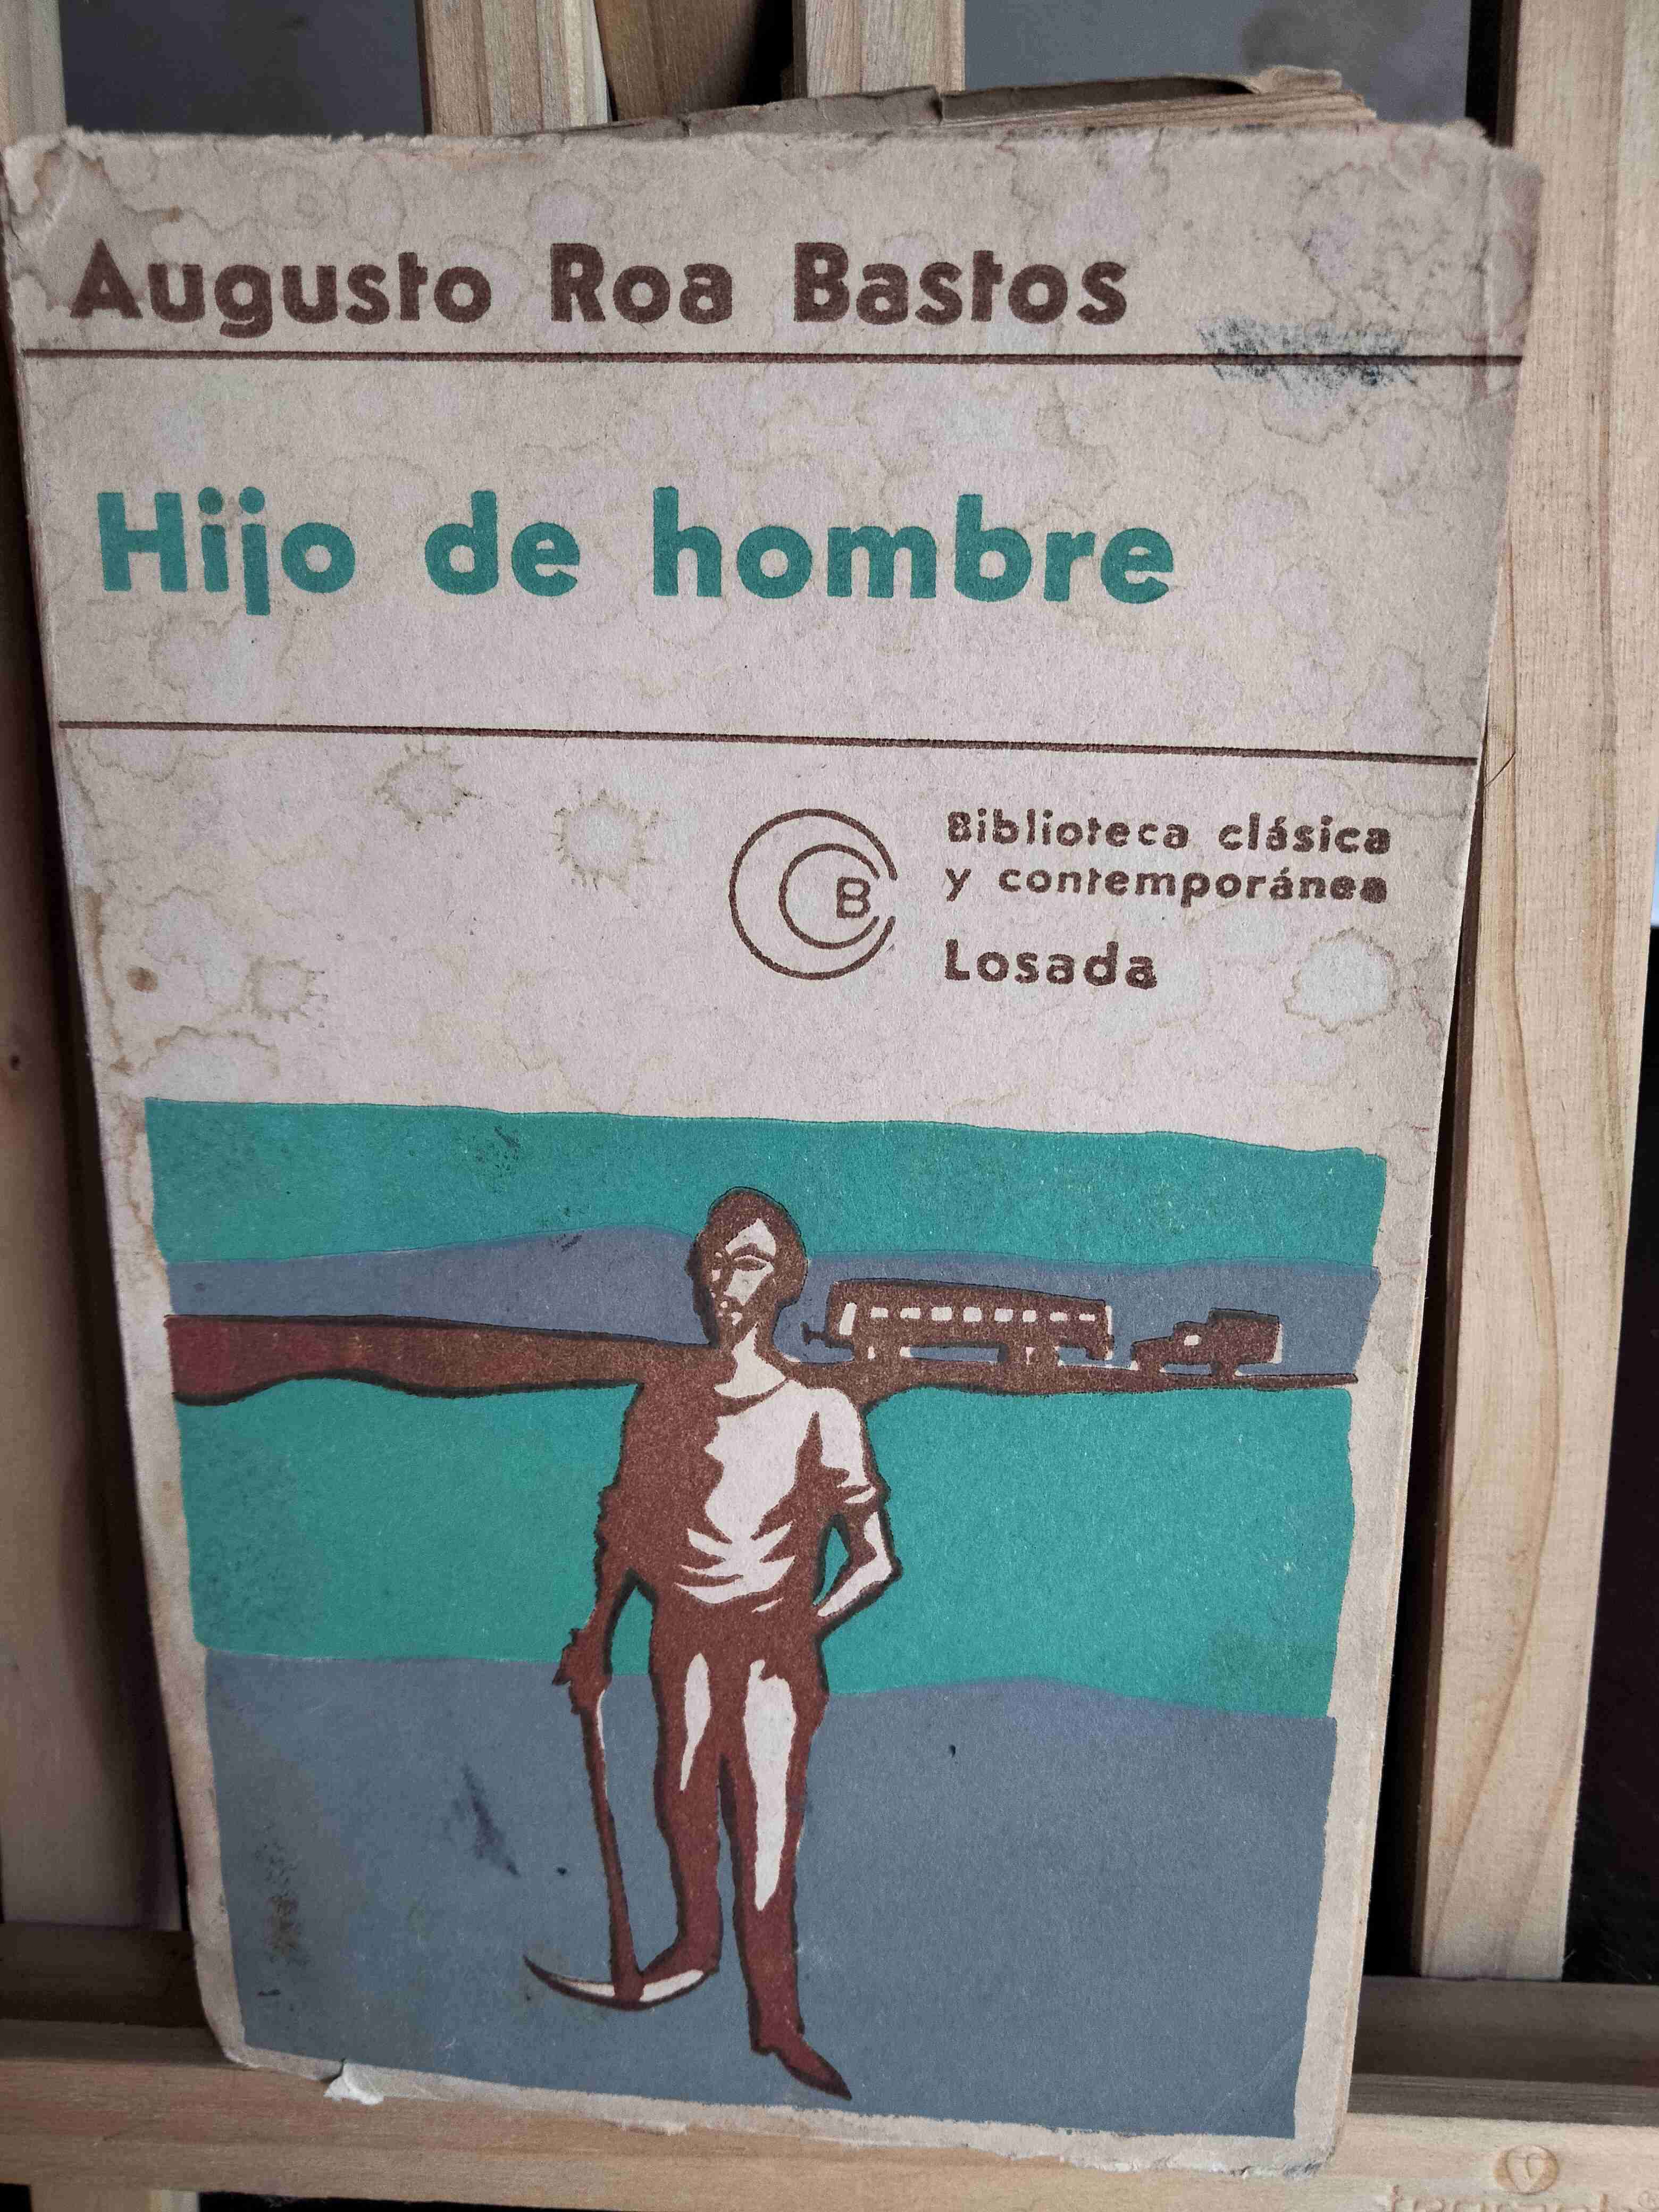 Augusto Roa Bastos
Hijo de hombre
B
Biblioteca clásica
y contemporánea
Losada